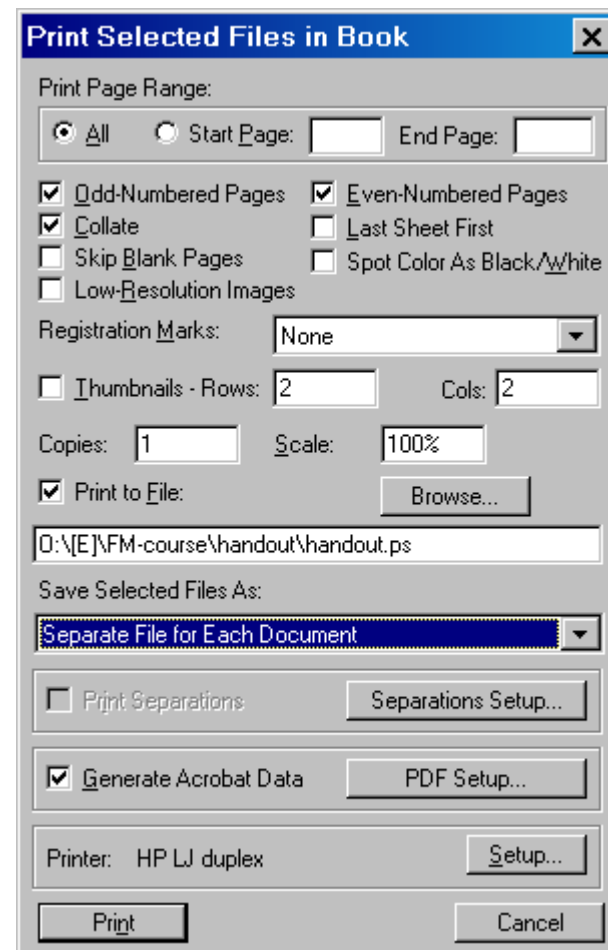 Print Selected Files in Book
Print Page Range:
All Start Page: End Page:
Odd-Numbered Pages Even-Numbered Pages
Collate Last Sheet First
Skip Blank Pages Spot Color As Black/White
Low-Resolution Images
Registration Marks: None
Thumbnails - Rows: 2 Cols: 2
Copies: 1 Scale: 100%
Print to File: Browse...
O:\[E]\FM-course\handout\handout.ps
Save Selected Files As:
Separate File for Each Document
Print Separations Separations Setup...
Generate Acrobat Data PDF Setup...
Printer: HP LJ duplex Setup...
Print Cancel